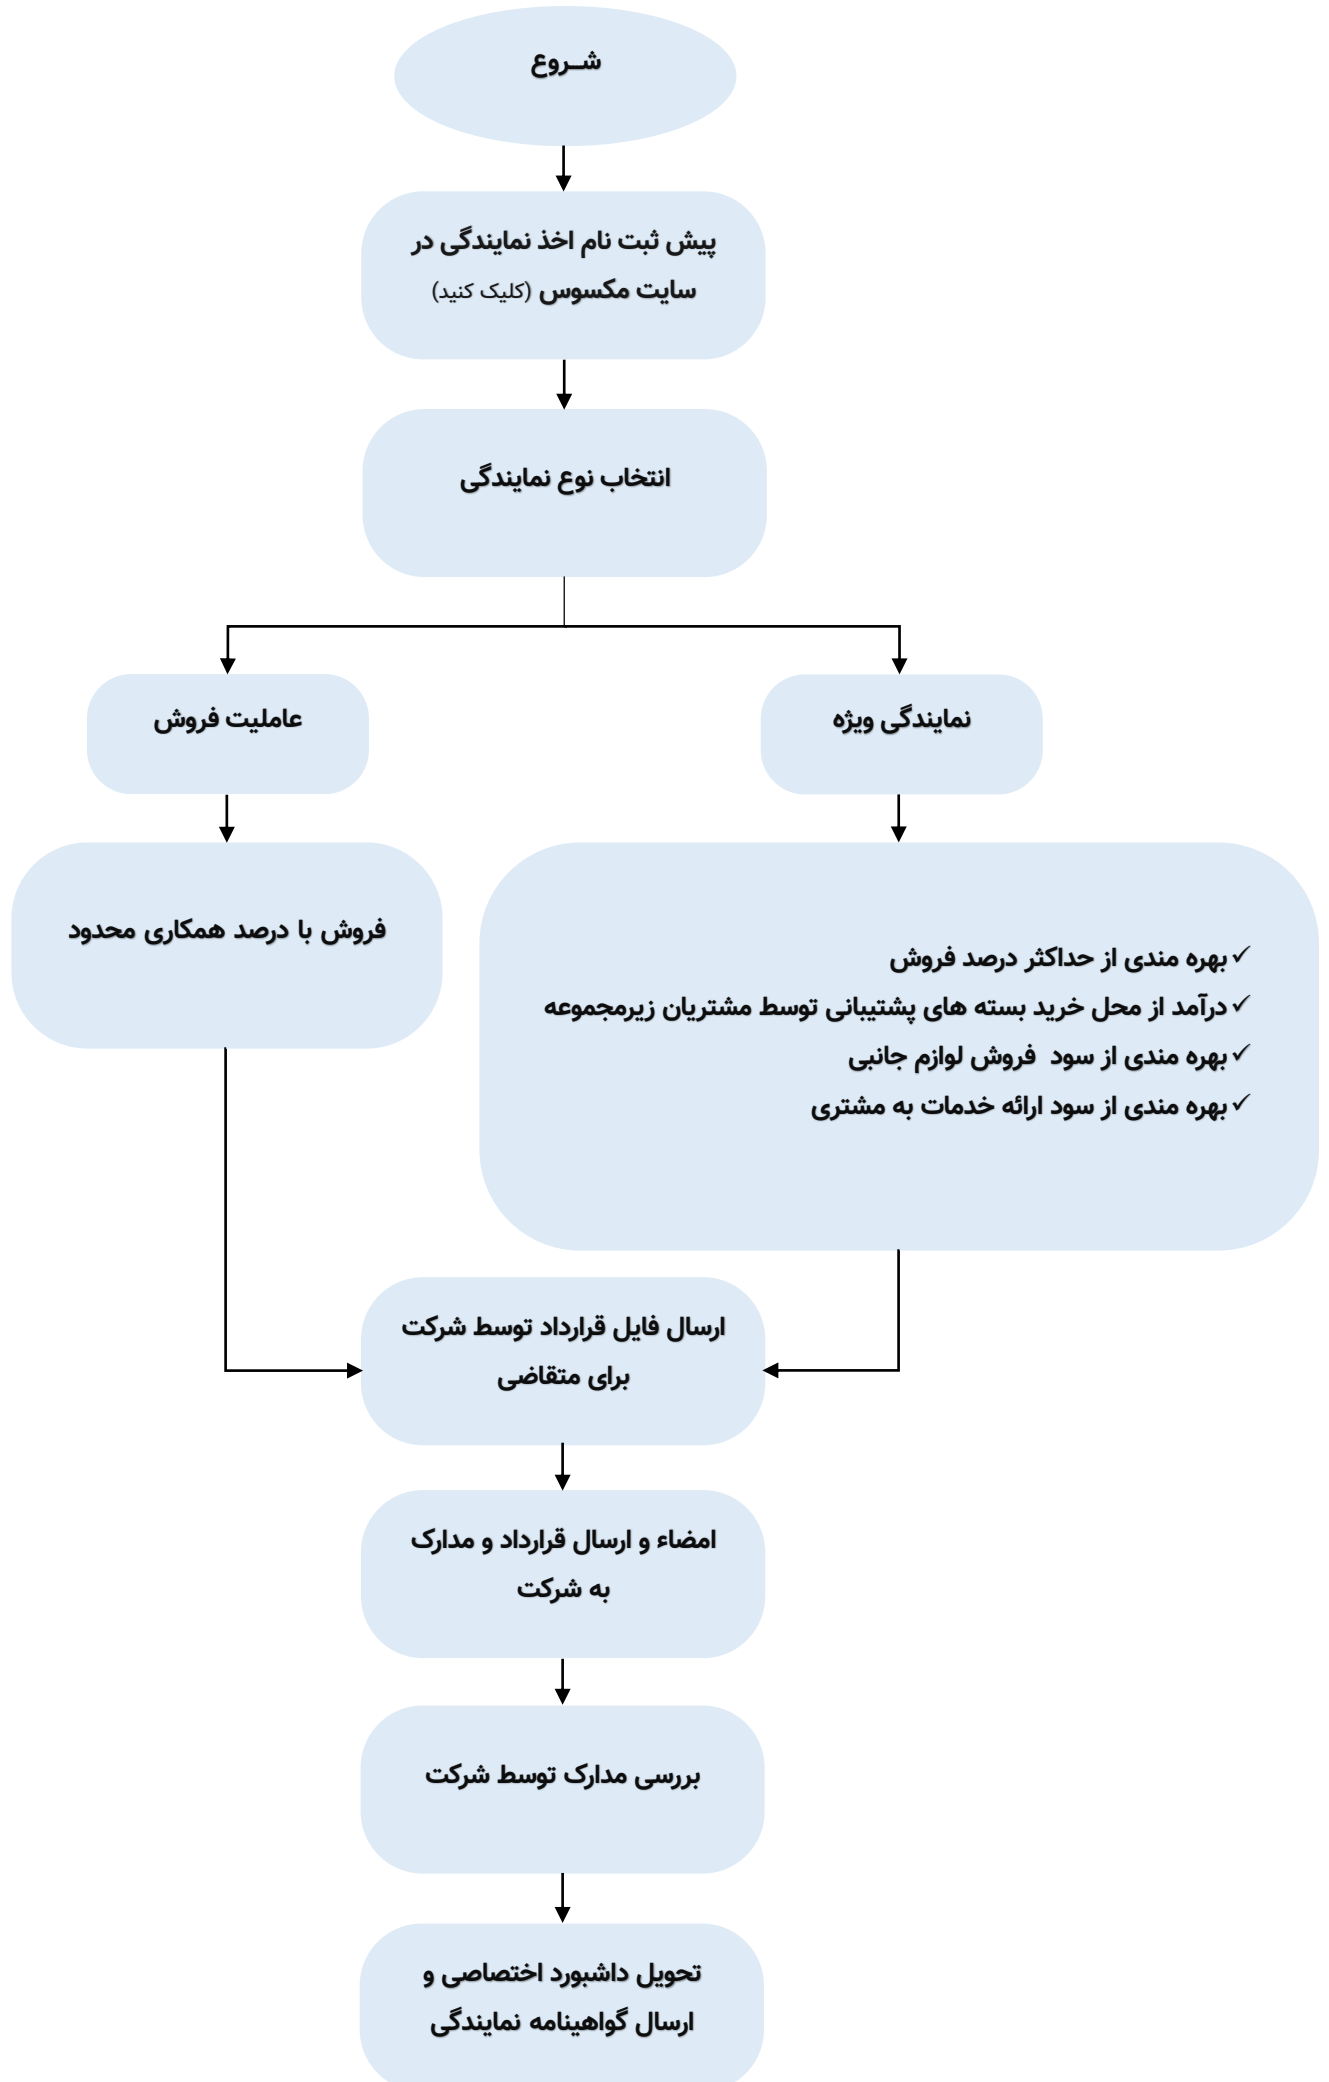 شــروع
پیش ثبت نام اخذ نمایندگی در
سایت مکسوس (کلیک کنید)
انتخاب نوع نمایندگی
نمایندگی ویژه
عاملیت فروش
✓ بهره مندی از حداکثر درصد فروش
✓ درآمد از محل خرید بسته های پشتیبانی توسط مشتریان زیرمجموعه
✓ بهره مندی از سود  فروش لوازم جانبی
✓ بهره مندی از سود ارائه خدمات به مشتری
فروش با درصد همکاری محدود
ارسال فایل قرارداد توسط شرکت
برای متقاضی
امضاء و ارسال قرارداد و مدارک
به شرکت
بررسی مدارک توسط شرکت
تحویل داشبورد اختصاصی و
ارسال گواهینامه نمایندگی